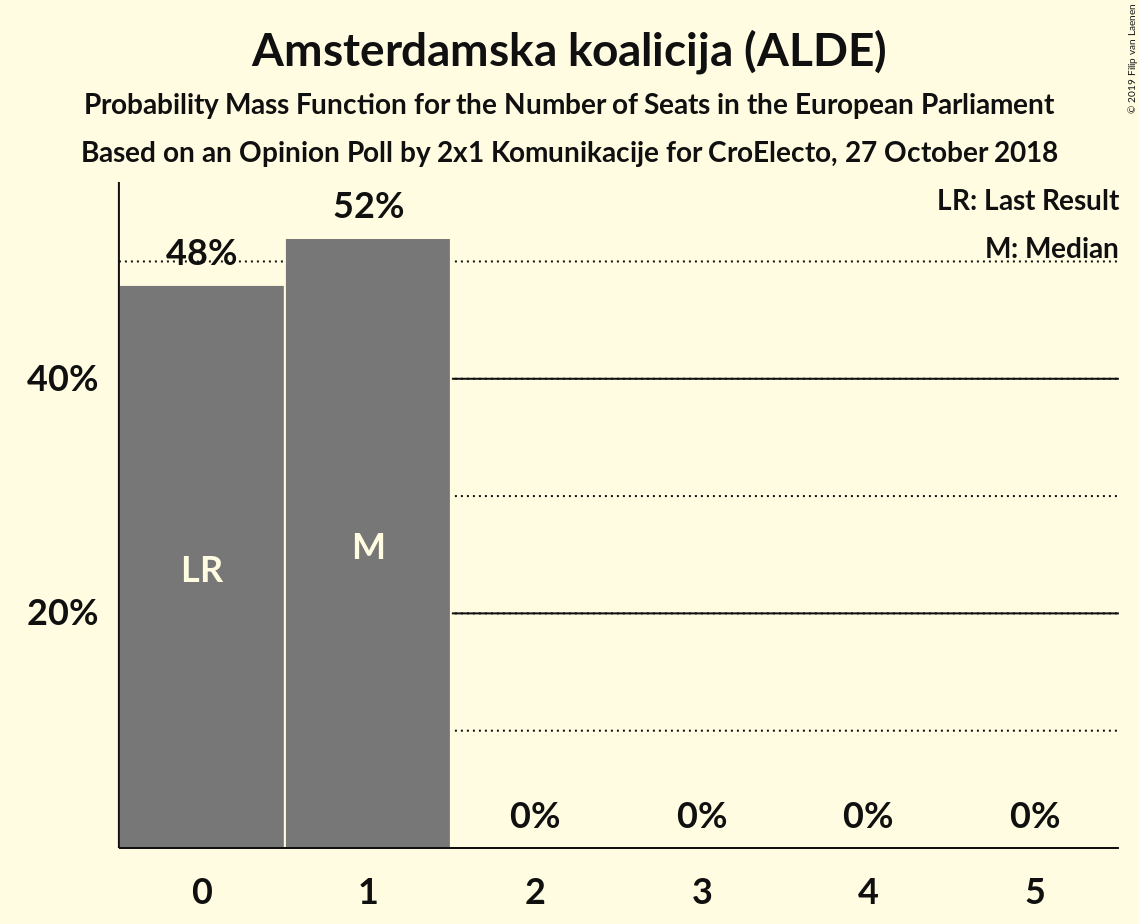 Amsterdamska koalicija (ALDE)
Probability Mass Function for the Number of Seats in the European Parliament
Based on an Opinion Poll by 2x1 Komunikacije for CroElecto, 27 October 2018
© 2019 Filip van Laenen
LR: Last Result
M: Median
52%
48%
40%
20%
LR
M
0%
0%
0%
0%
0
1
2
3
4
5